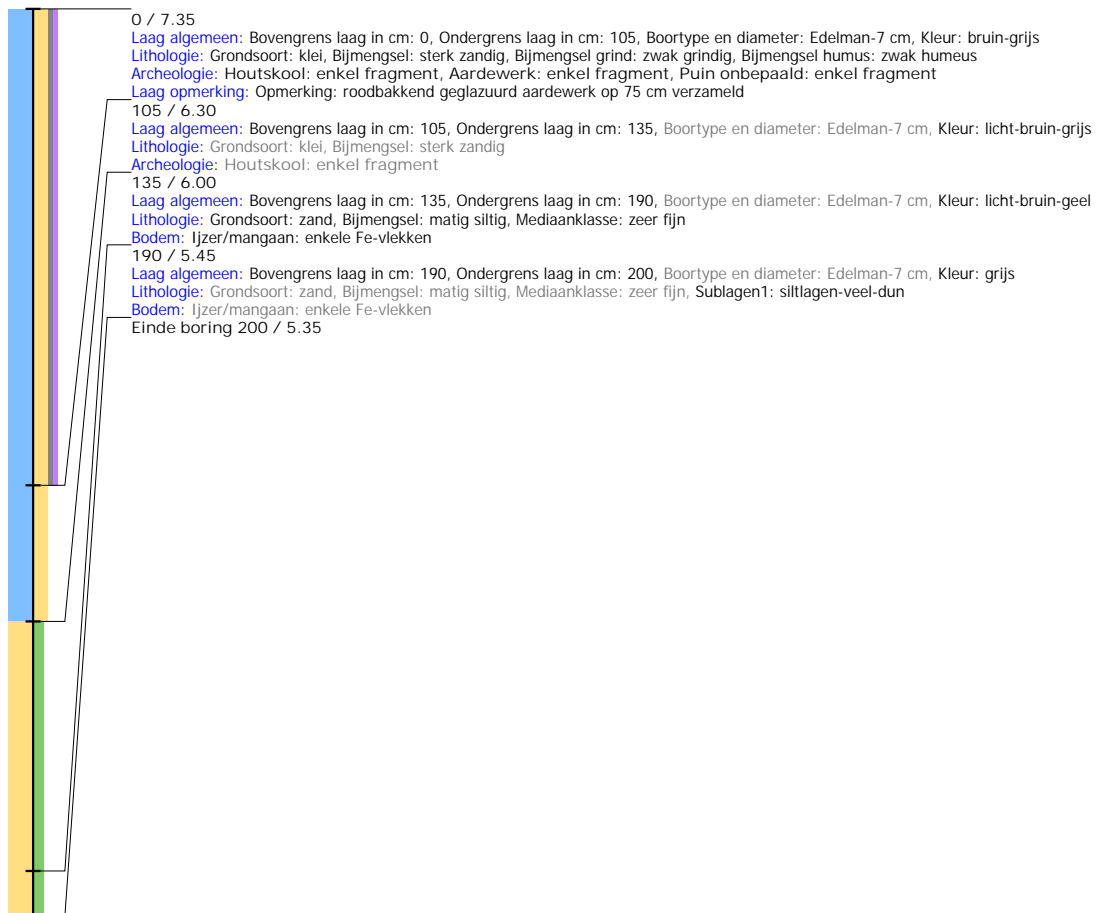 0 / 7.35
Laag algemeen: Bovengrens laag in cm: 0, Ondergrens laag in cm: 105, Boortype en diameter: Edelman-7 cm, Kleur: bruin-grijs
Lithologie: Grondsoort: klei, Bijmengsel: sterk zandig, Bijmengsel grind: zwak grindig, Bijmengsel humus: zwak humeus
Archeologie: Houtskool: enkel fragment, Aardewerk: enkel fragment, Puin onbepaald: enkel fragment
Laag opmerking: Opmerking: roodbakkend geglazuurd aardewerk op 75 cm verzameld
105 / 6.30
Laag algemeen: Bovengrens laag in cm: 105, Ondergrens laag in cm: 135, Boortype en diameter: Edelman-7 cm, Kleur: licht-bruin-grijs
Lithologie: Grondsoort: klei, Bijmengsel: sterk zandig
Archeologie: Houtskool: enkel fragment
135 / 6.00
Laag algemeen: Bovengrens laag in cm: 135, Ondergrens laag in cm: 190, Boortype en diameter: Edelman-7 cm, Kleur: licht-bruin-geel
Lithologie: Grondsoort: zand, Bijmengsel: matig siltig, Mediaanklasse: zeer fijn
Bodem: Ijzer/mangaan: enkele Fe-vlekken
190 / 5.45
Laag algemeen: Bovengrens laag in cm: 190, Ondergrens laag in cm: 200, Boortype en diameter: Edelman-7 cm, Kleur: grijs
Lithologie: Grondsoort: zand, Bijmengsel: matig siltig, Mediaanklasse: zeer fijn, Sublagen1: siltlagen-veel-dun
Bodem: Ijzer/mangaan: enkele Fe-vlekken
Einde boring 200 / 5.35